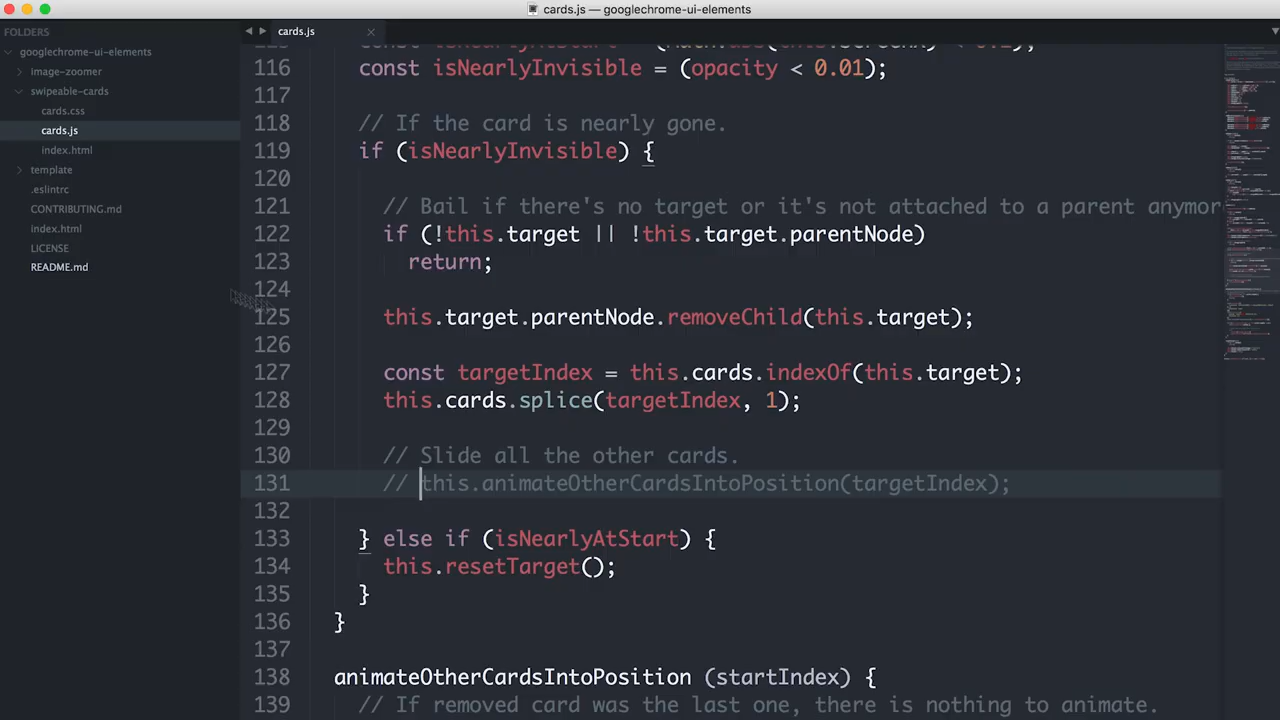 cards.js — googlechrome-ui-elements
FOLDERS
googlechrome-ui-elements
image-zoomer
swipeable-cards
cards.css
cards.js
index.html
template
.eslintrc
CONTRIBUTING.md
index.html
LICENSE
README.md
cards.js
116 const isNearlyInvisible = (opacity < 0.01);
117
118 // If the card is nearly gone.
119 if (isNearlyInvisible) {
120
121 // Bail if there's no target or it's not attached to a parent anymor
122 if (!this.target || !this.target.parentNode)
123 return;
124
125 this.target.parentNode.removeChild(this.target);
126
127 const targetIndex = this.cards.indexOf(this.target);
128 this.cards.splice(targetIndex, 1);
129
130 // Slide all the other cards.
131 // this.animateOtherCardsIntoPosition(targetIndex);
132
133 } else if (isNearlyAtStart) {
134 this.resetTarget();
135 }
136 }
137
138 animateOtherCardsIntoPosition (startIndex) {
139 // If removed card was the last one, there is nothing to animate.